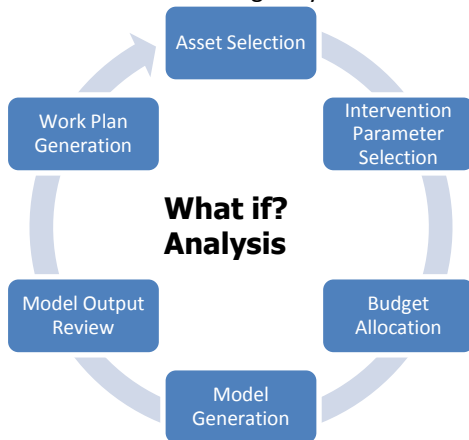 Asset Selection
Intervention
Parameter
Selection
Budget
Allocation
Model
Generation
Model Output
Review
Work Plan
Generation
What if?
Analysis